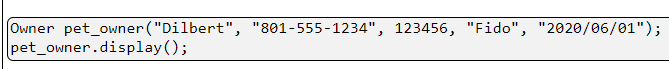 Owner pet_owner("Dilbert", "801-555-1234", 123456, "Fido", "2020/06/01");
pet_owner.display();